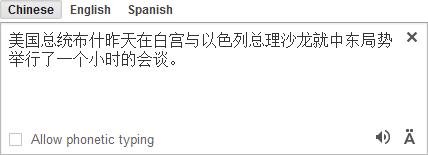 Chinese English Spanish
美国总统布什昨天在白宫与以色列总理沙龙就中东局势
举行了一个小时的会谈。
Allow phonetic typing
Ä